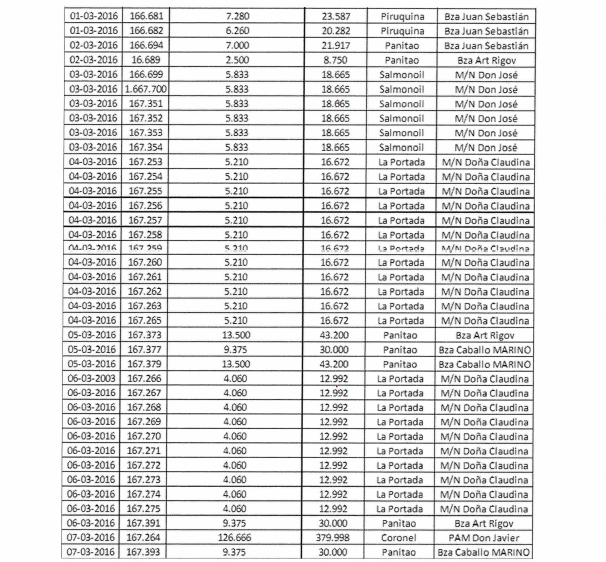 01-03-2016 166.681 7.280 23.587 Piruquina Bza Juan Sebastián
01-03-2016 166.682 6.260 20.282 Piruquina Bza Juan Sebastián
02-03-2016 166.694 7.000 21.917 Panitao Bza Juan Sebastián
02-03-2016 16.689 2.500 8.750 Panitao Bza Art Rigov
03-03-2016 166.699 5.833 18.665 Salmonoil M/N Don José
03-03-2016 1.667.700 5.833 18.665 Salmonoil M/N Don José
03-03-2016 167.351 5.833 18.665 Salmonoil M/N Don José
03-03-2016 167.352 5.833 18.665 Salmonoil M/N Don José
03-03-2016 167.353 5.833 18.665 Salmonoil M/N Don José
03-03-2016 167.354 5.833 18.665 Salmonoil M/N Don José
04-03-2016 167.253 5.210 16.672 La Portada M/N Doña Claudina
04-03-2016 167.254 5.210 16.672 La Portada M/N Doña Claudina
04-03-2016 167.255 5.210 16.672 La Portada M/N Doña Claudina
04-03-2016 167.256 5.210 16.672 La Portada M/N Doña Claudina
04-03-2016 167.257 5.210 16.672 La Portada M/N Doña Claudina
04-03-2016 167.258 5.210 16.672 La Portada M/N Doña Claudina
04-03-2016 167.259 5.210 16.672 La Portada M/N Doña Claudina
04-03-2016 167.260 5.210 16.672 La Portada M/N Doña Claudina
04-03-2016 167.261 5.210 16.672 La Portada M/N Doña Claudina
04-03-2016 167.262 5.210 16.672 La Portada M/N Doña Claudina
04-03-2016 167.263 5.210 16.672 La Portada M/N Doña Claudina
04-03-2016 167.265 5.210 16.672 La Portada M/N Doña Claudina
05-03-2016 167.373 13.500 43.200 Panitao Bza Art Rigov
05-03-2016 167.377 9.375 30.000 Panitao Bza Caballo MARINO
05-03-2016 167.379 13.500 43.200 Panitao Bza Caballo MARINO
06-03-2003 167.266 4.060 12.992 La Portada M/N Doña Claudina
06-03-2016 167.267 4.060 12.992 La Portada M/N Doña Claudina
06-03-2016 167.268 4.060 12.992 La Portada M/N Doña Claudina
06-03-2016 167.269 4.060 12.992 La Portada M/N Doña Claudina
06-03-2016 167.270 4.060 12.992 La Portada M/N Doña Claudina
06-03-2016 167.271 4.060 12.992 La Portada M/N Doña Claudina
06-03-2016 167.272 4.060 12.992 La Portada M/N Doña Claudina
06-03-2016 167.273 4.060 12.992 La Portada M/N Doña Claudina
06-03-2016 167.274 4.060 12.992 La Portada M/N Doña Claudina
06-03-2016 167.275 4.060 12.992 La Portada M/N Doña Claudina
06-03-2016 167.391 9.375 30.000 Panitao Bza Art Rigov
07-03-2016 167.264 126.666 379.998 Coronel PAM Don Javier
07-03-2016 167.393 9.375 30.000 Panitao Bza Caballo MARINO